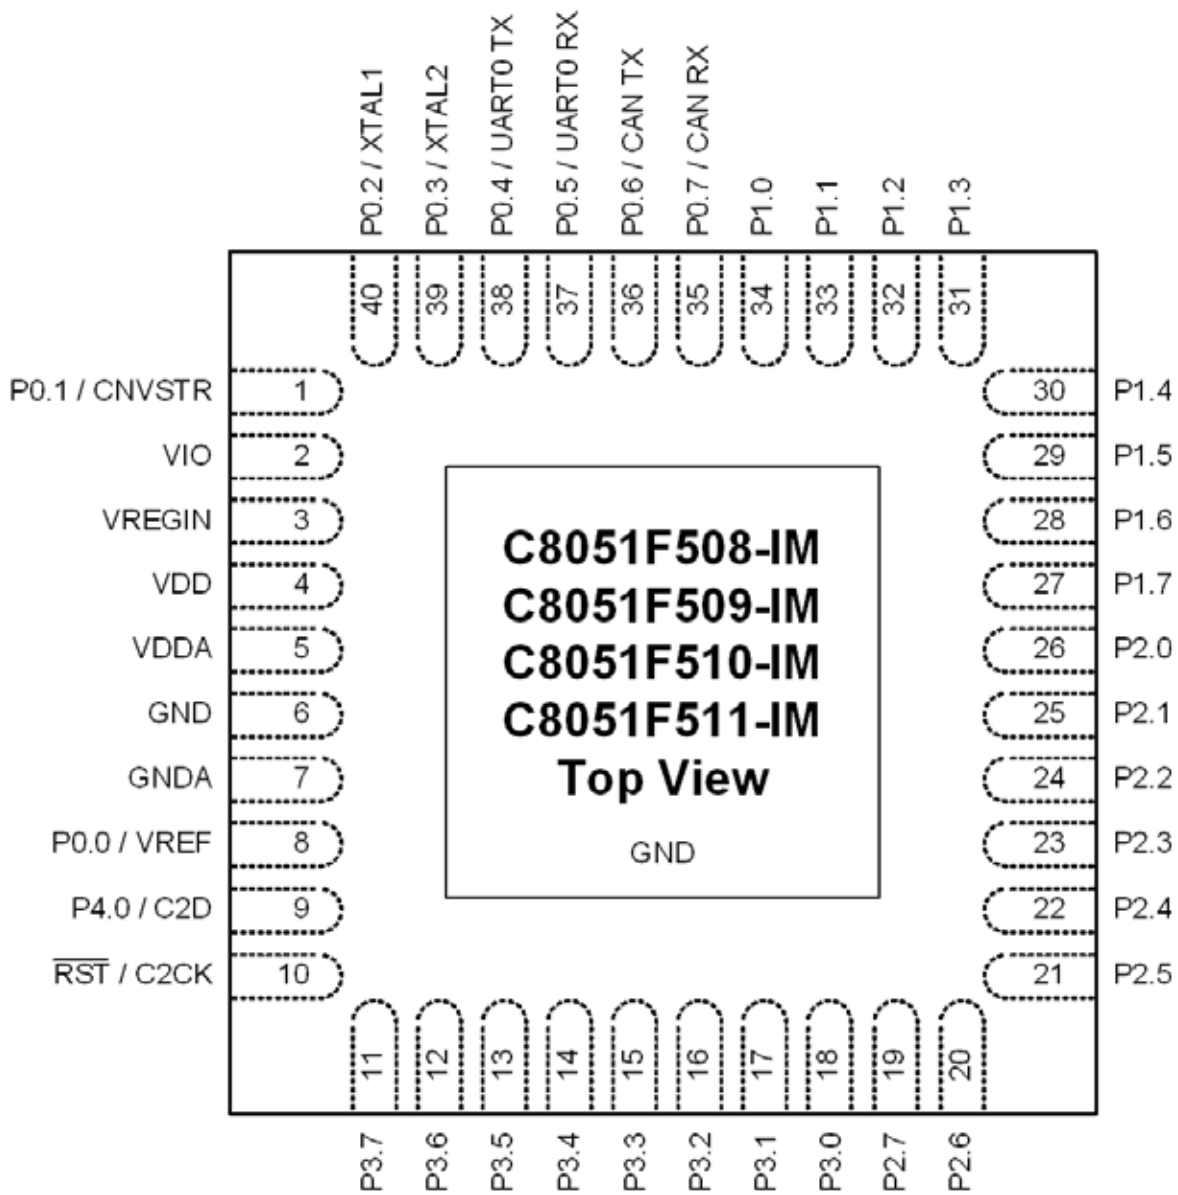 P0.2 / XTAL1
P0.3 / XTAL2
P0.4 / UART0 TX
P0.5 / UART0 RX
P0.6 / CAN TX
P0.7 / CAN RX
P1.0
P1.1
P1.2
P1.3
40
39
38
37
36
35
34
33
32
31
P0.1 / CNVSTR 1
VIO 2
VREGIN 3
VDD 4
VDDA 5
GND 6
GNDA 7
P0.0 / VREF 8
P4.0 / C2D 9
RST / C2CK 10
C8051F508-IM
C8051F509-IM
C8051F510-IM
C8051F511-IM
Top View
GND
30 P1.4
29 P1.5
28 P1.6
27 P1.7
26 P2.0
25 P2.1
24 P2.2
23 P2.3
22 P2.4
21 P2.5
11
12
13
14
15
16
17
18
19
20
P3.7
P3.6
P3.5
P3.4
P3.3
P3.2
P3.1
P3.0
P2.7
P2.6